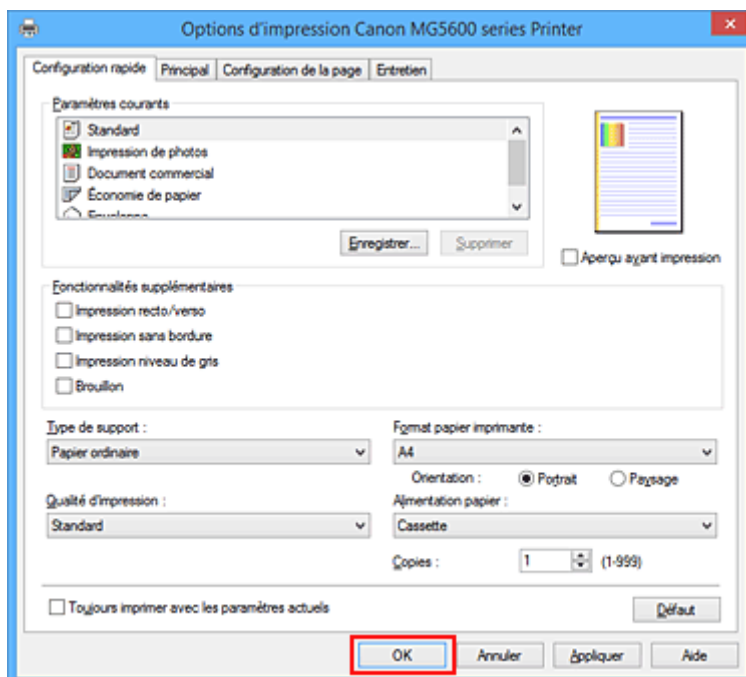 Options d'impression Canon MG5600 series Printer
Configuration rapide Principal Configuration de la page Entretien
Paramètres courants
Standard
Impression de photos
Document commercial
Économie de papier
Enregistrer... Supprimer
Aperçu avant impression
Fonctionnalités supplémentaires
Impression recto/verso
Impression sans bordure
Impression niveau de gris
Brouillon
Type de support :
Papier ordinaire
Format papier imprimante :
A4
Orientation : Portrait Paysage
Qualité d'impression :
Standard
Alimentation papier :
Cassette
Copies : 1 (1-999)
Toujours imprimer avec les paramètres actuels
Défaut
OK Annuler Appliquer Aide